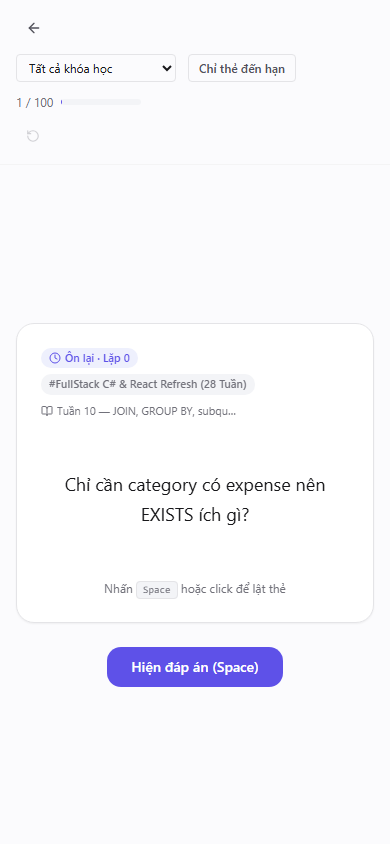 Tất cả khóa học
Chỉ thẻ đến hạn
1 / 100
Ôn lại · Lặp 0
#FullStack C# & React Refresh (28 Tuần)
Tuần 10 — JOIN, GROUP BY, subqu...
Chỉ cần category có expense nên
EXISTS ích gì?
Nhấn Space hoặc click để lật thẻ
Hiện đáp án (Space)